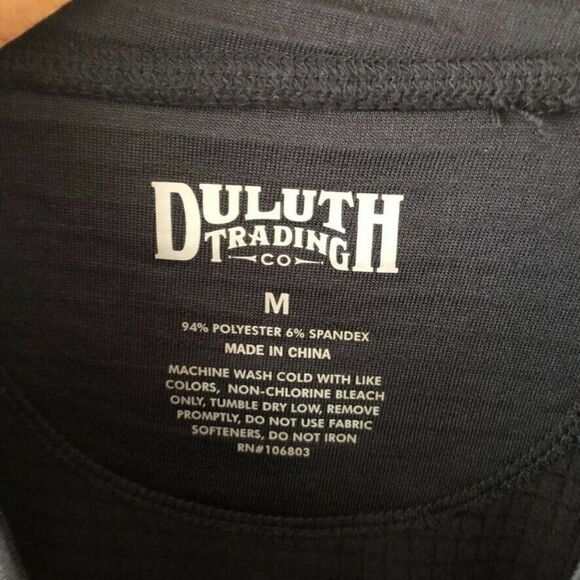 DULUTH
TRADING
CO
M
94% POLYESTER 6% SPANDEX
MADE IN CHINA
MACHINE WASH COLD WITH LIKE
COLORS, NON-CHLORINE BLEACH
ONLY, TUMBLE DRY LOW, REMOVE
PROMPTLY, DO NOT USE FABRIC
SOFTENERS, DO NOT IRON
RN#106803